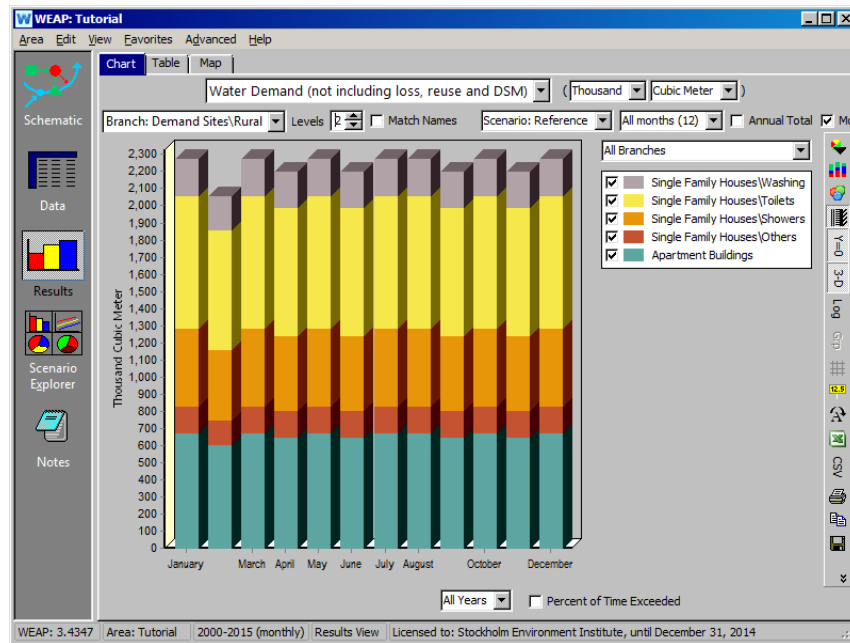 WEAP: Tutorial
Area Edit View Favorites Advanced Help
Chart Table Map
Water Demand (not including loss, reuse and DSM) ( Thousand Cubic Meter )
Branch: Demand Sites\Rural Levels 2 Match Names Scenario: Reference All months (12) Annual Total Mo
All Branches
Single Family Houses\Washing
Single Family Houses\Toilets
Single Family Houses\Showers
Single Family Houses\Others
Apartment Buildings
Schematic
Data
Results
Scenario
Explorer
Notes
Thousand Cubic Meter
2,300
2,200
2,100
2,000
1,900
1,800
1,700
1,600
1,500
1,400
1,300
1,200
1,100
1,000
900
800
700
600
500
400
300
200
100
0
January March April May June July August October December
Y=0
3-D
Log
Grp
12.5
A
CSV
All Years Percent of Time Exceeded
WEAP: 3.4347 Area: Tutorial 2000-2015 (monthly) Results View Licensed to: Stockholm Environment Institute, until December 31, 2014